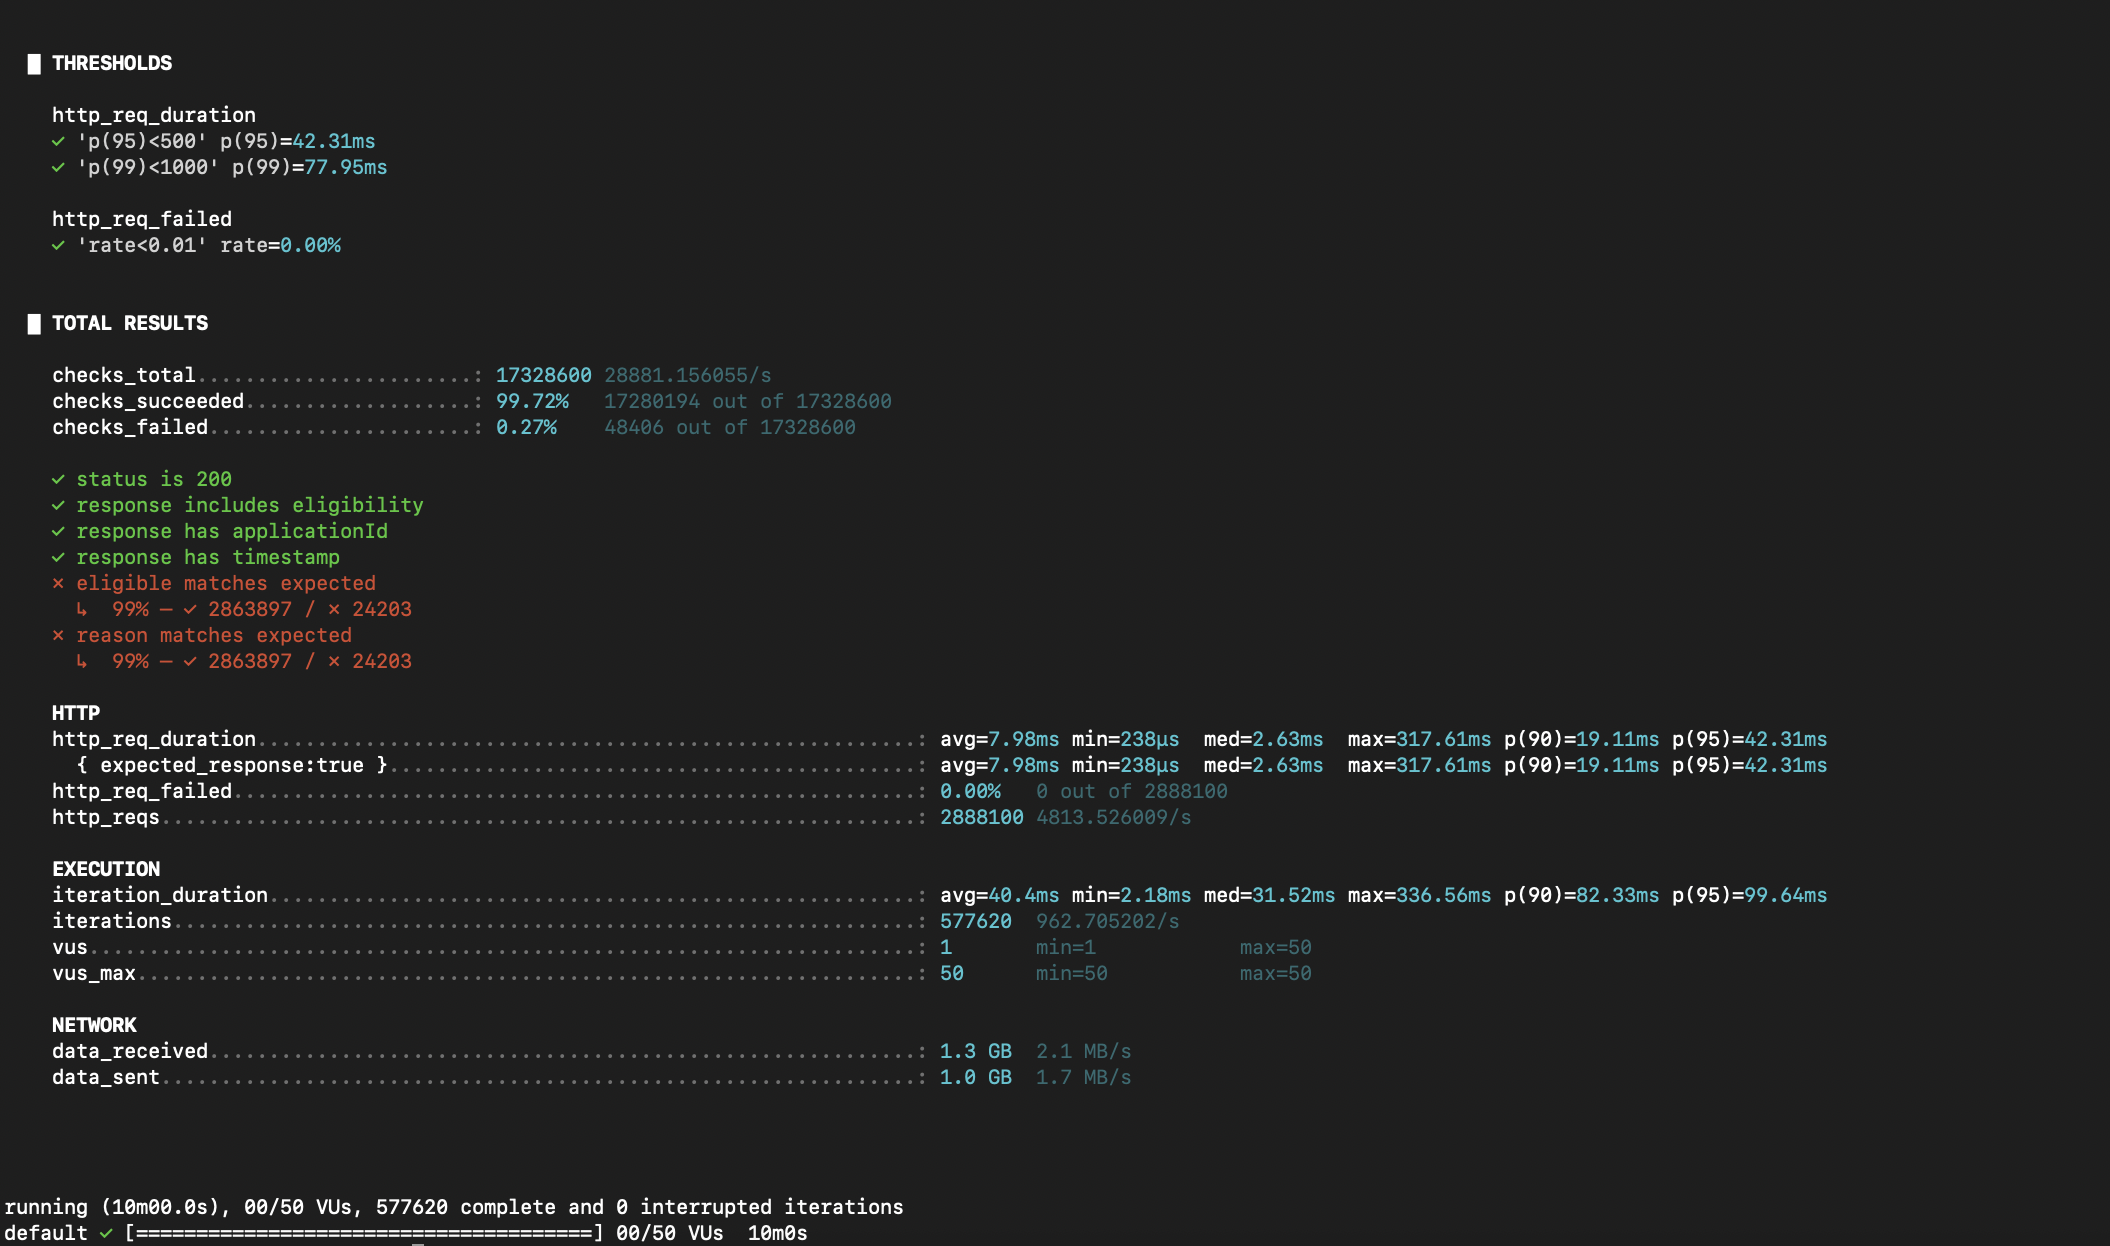 █ THRESHOLDS
http_req_duration
✓ 'p(95)<500' p(95)=42.31ms
✓ 'p(99)<1000' p(99)=77.95ms
http_req_failed
✓ 'rate<0.01' rate=0.00%
█ TOTAL RESULTS
checks_total.......................: 17328600 28881.156055/s
checks_succeeded...................: 99.72%   17280194 out of 17328600
checks_failed......................: 0.27%    48406 out of 17328600
✓ status is 200
✓ response includes eligibility
✓ response has applicationId
✓ response has timestamp
✗ eligible matches expected
↳  99% — ✓ 2863897 / ✗ 24203
✗ reason matches expected
↳  99% — ✓ 2863897 / ✗ 24203
HTTP
http_req_duration.......................................................: avg=7.98ms min=238µs  med=2.63ms  max=317.61ms p(90)=19.11ms p(95)=42.31ms
{ expected_response:true }............................................: avg=7.98ms min=238µs  med=2.63ms  max=317.61ms p(90)=19.11ms p(95)=42.31ms
http_req_failed.........................................................: 0.00%   0 out of 2888100
http_reqs...............................................................: 2888100 4813.526009/s
EXECUTION
iteration_duration......................................................: avg=40.4ms min=2.18ms med=31.52ms max=336.56ms p(90)=82.33ms p(95)=99.64ms
iterations..............................................................: 577620  962.705202/s
vus.....................................................................: 1       min=1            max=50
vus_max.................................................................: 50      min=50           max=50
NETWORK
data_received...........................................................: 1.3 GB  2.1 MB/s
data_sent...............................................................: 1.0 GB  1.7 MB/s
running (10m00.0s), 00/50 VUs, 577620 complete and 0 interrupted iterations
default ✓ [======================================] 00/50 VUs  10m0s